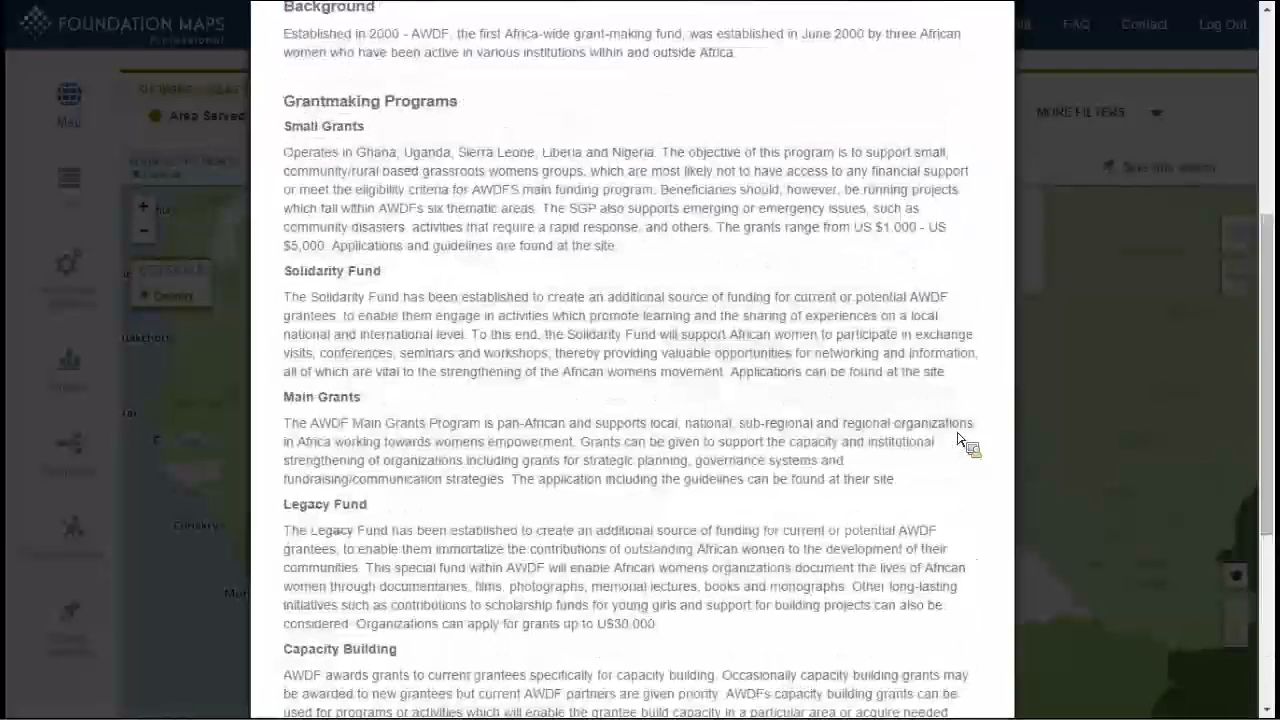 FOUNDATION MAPS
Professional
FAQ
Contact
Log Out
Map
Area Served
MORE FILTERS
Background
Established in 2000 - AWDF, the first Africa-wide grant-making fund, was established in June 2000 by three African
women who have been active in various institutions within and outside Africa.
Grantmaking Programs
Small Grants
Operates in Ghana, Uganda, Sierra Leone, Liberia and Nigeria. The objective of this program is to support small,
community/rural based grassroots womens groups, which are most likely not to have access to any financial support
or meet the eligibility criteria for AWDFS main funding program. Beneficiaries should, however, be running projects
which fall within AWDFs six thematic areas. The SGP also supports emerging or emergency issues, such as
community disasters, activities that require a rapid response, and others. The grants range from US $1,000 - US
$5,000. Applications and guidelines are found at the site.
Solidarity Fund
The Solidarity Fund has been established to create an additional source of funding for current or potential AWDF
grantees, to enable them engage in activities which promote learning and the sharing of experiences on a local
national and international level. To this end, the Solidarity Fund will support African women to participate in exchange
visits, conferences, seminars and workshops, thereby providing valuable opportunities for networking and information,
all of which are vital to the strengthening of the African womens movement. Applications can be found at the site.
Main Grants
The AWDF Main Grants Program is pan-African and supports local, national, sub-regional and regional organizations
in Africa working towards womens empowerment. Grants can be given to support the capacity and institutional
strengthening of organizations including grants for strategic planning, governance systems and
fundraising/communication strategies. The application including the guidelines can be found at their site.
Legacy Fund
The Legacy Fund has been established to create an additional source of funding for current or potential AWDF
grantees, to enable them immortalize the contributions of outstanding African women to the development of their
communities. This special fund within AWDF will enable African womens organizations document the lives of African
women through documentaries, films, photographs, memorial lectures, books and monographs. Other long-lasting
initiatives such as contributions to scholarship funds for young girls and support for building projects can also be
considered. Organizations can apply for grants up to US$30,000.
Capacity Building
AWDF awards grants to current grantees specifically for capacity building. Occasionally capacity building grants may
be awarded to new grantees but current AWDF partners are given priority. AWDFs capacity building grants can be
used for programs or activities which will enable the grantee build capacity in a particular area or acquire needed